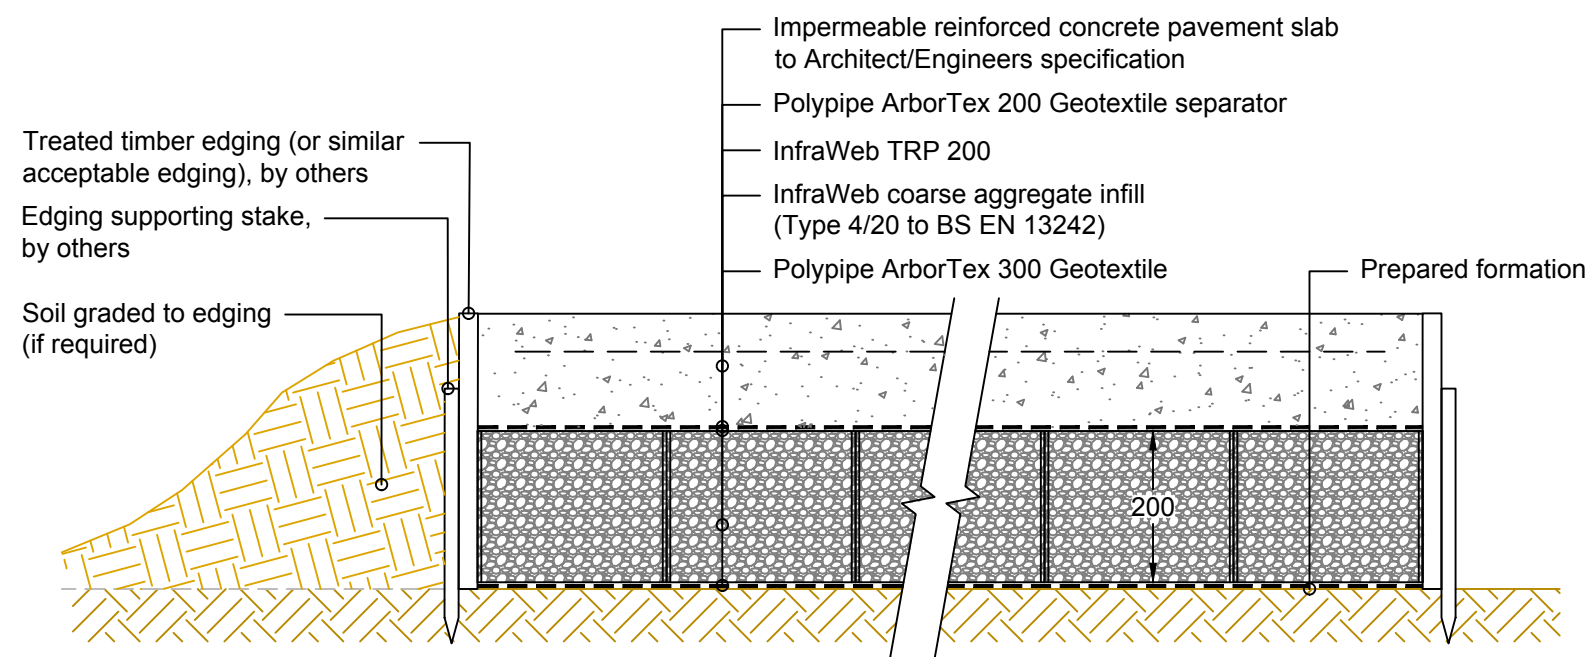 Impermeable reinforced concrete pavement slab
to Architect/Engineers specification
Polypipe ArborTex 200 Geotextile separator
Treated timber edging (or similar
acceptable edging), by others
InfraWeb TRP 200
InfraWeb coarse aggregate infill
(Type 4/20 to BS EN 13242)
Edging supporting stake,
by others
Polypipe ArborTex 300 Geotextile
Prepared formation
Soil graded to edging
(if required)
200